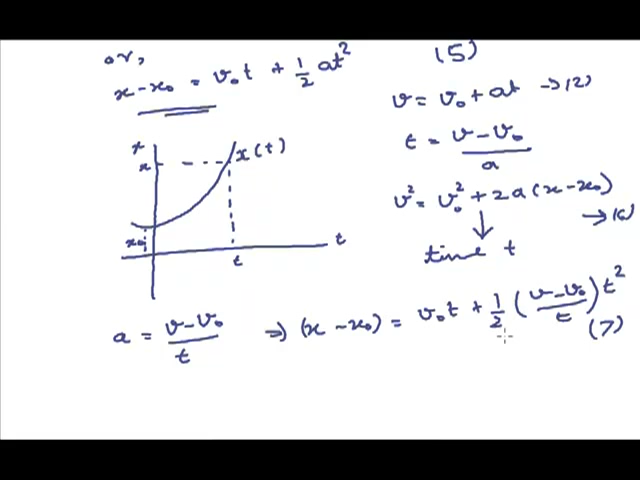 or,
x - x₀ = v₀t + ½ at²
(5)
v = v₀ + at → (2)
t = (v - v₀)/a
v² = v₀² + 2a(x - x₀)
→ (6)
time t
x
x
x(t)
x₀
t
t
a = (v - v₀)/t ⇒ (x - x₀) = v₀t + ½ ((v - v₀)/t) t²
(7)